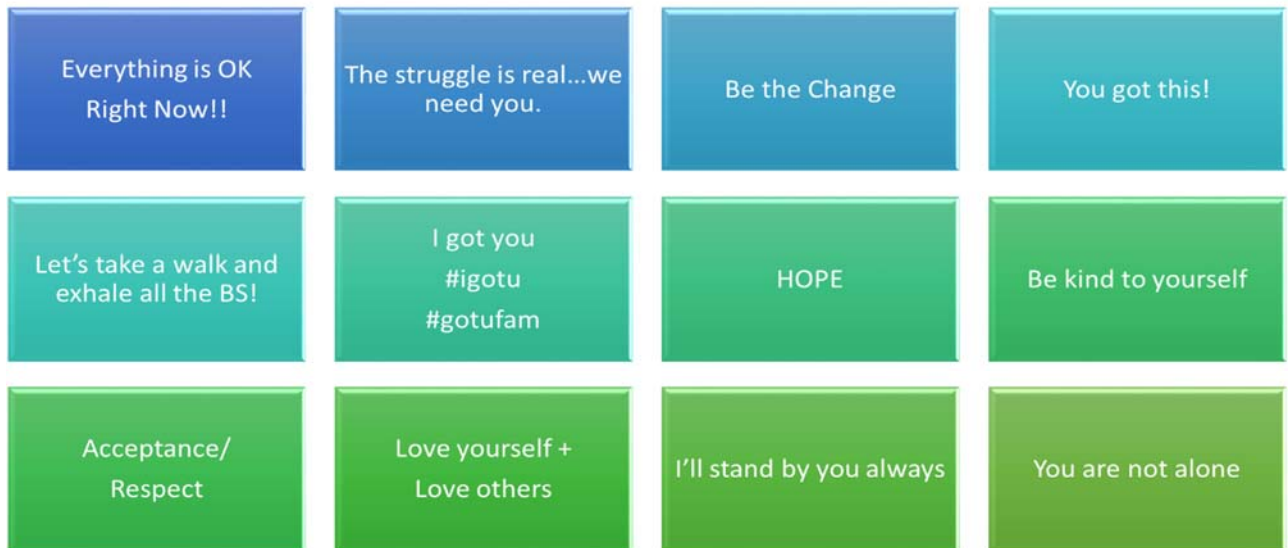 Everything is OK
Right Now!!
The struggle is real...we
need you.
Be the Change
You got this!
Let’s take a walk and
exhale all the BS!
I got you
#igotu
#gotufam
HOPE
Be kind to yourself
Acceptance/
Respect
Love yourself +
Love others
I’ll stand by you always
You are not alone